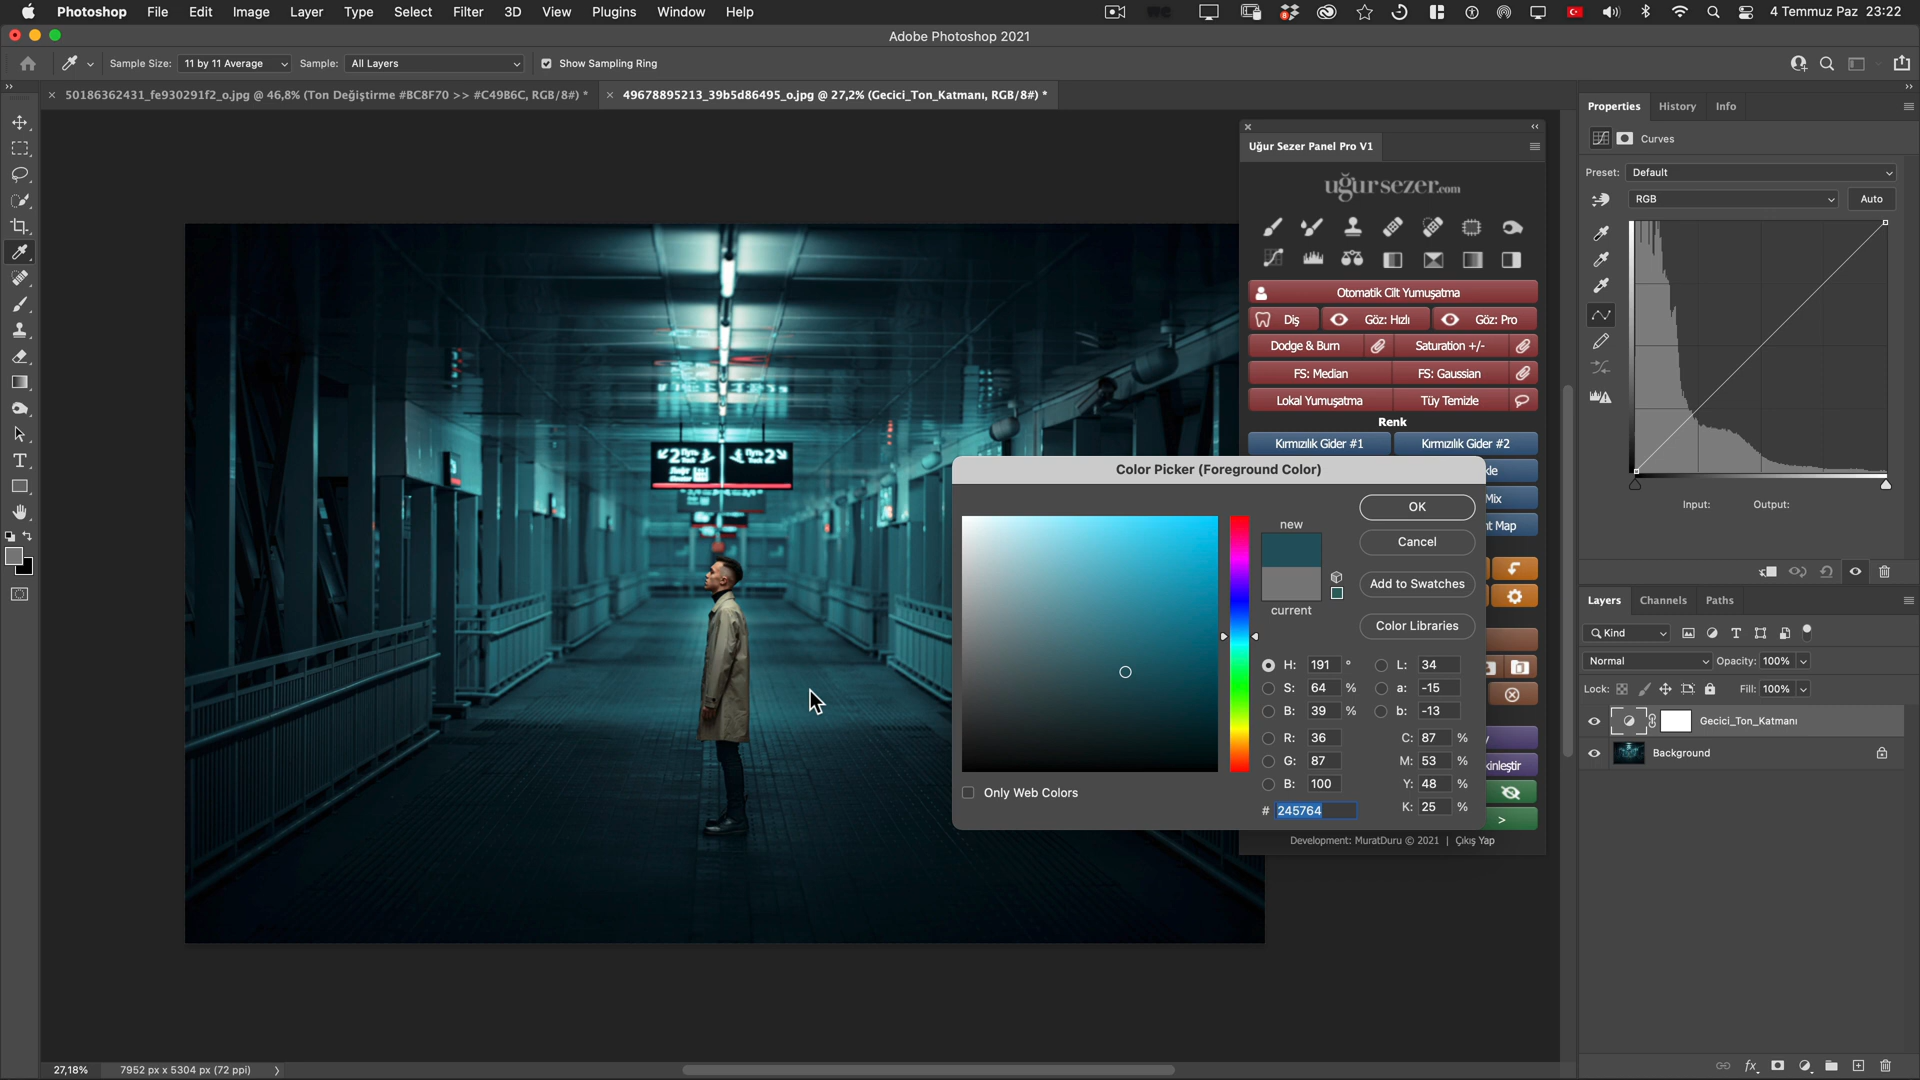 Photoshop File Edit Image Layer Type Select Filter 3D View Plugins Window Help 4 Temmuz Paz 23:22
Adobe Photoshop 2021
Sample Size: 11 by 11 Average Sample: All Layers Show Sampling Ring
50186362431_fe930291f2_o.jpg @ 46,8% (Ton Değiştirme #BC8F70 >> #C49B6C, RGB/8#) * 49678895213_39b5d86495_o.jpg @ 27,2% (Gecici_Ton_Katmanı, RGB/8#) *
Uğur Sezer Panel Pro V1
uğursezer.com
Otomatik Cilt Yumuşatma
Diş Göz: Hızlı Göz: Pro
Dodge & Burn Saturation +/-
FS: Median FS: Gaussian
Lokal Yumuşatma Tüy Temizle
Renk
Kırmızılık Gider #1 Kırmızılık Gider #2
kle
Mix
t Map
y
kinleştir
>
Development: MuratDuru © 2021 | Çıkış Yap
2 Путь Путь 2
Color Picker (Foreground Color)
new
current
OK
Cancel
Add to Swatches
Color Libraries
H: 191 ° L: 34
S: 64 % a: -15
B: 39 % b: -13
R: 36 C: 87 %
G: 87 M: 53 %
B: 100 Y: 48 %
# 245764 K: 25 %
Only Web Colors
Properties History Info
Curves
Preset: Default
RGB Auto
Input: Output:
Layers Channels Paths
Kind
Normal Opacity: 100%
Lock: Fill: 100%
Gecici_Ton_Katmanı
Background
27,18% 7952 px x 5304 px (72 ppi)